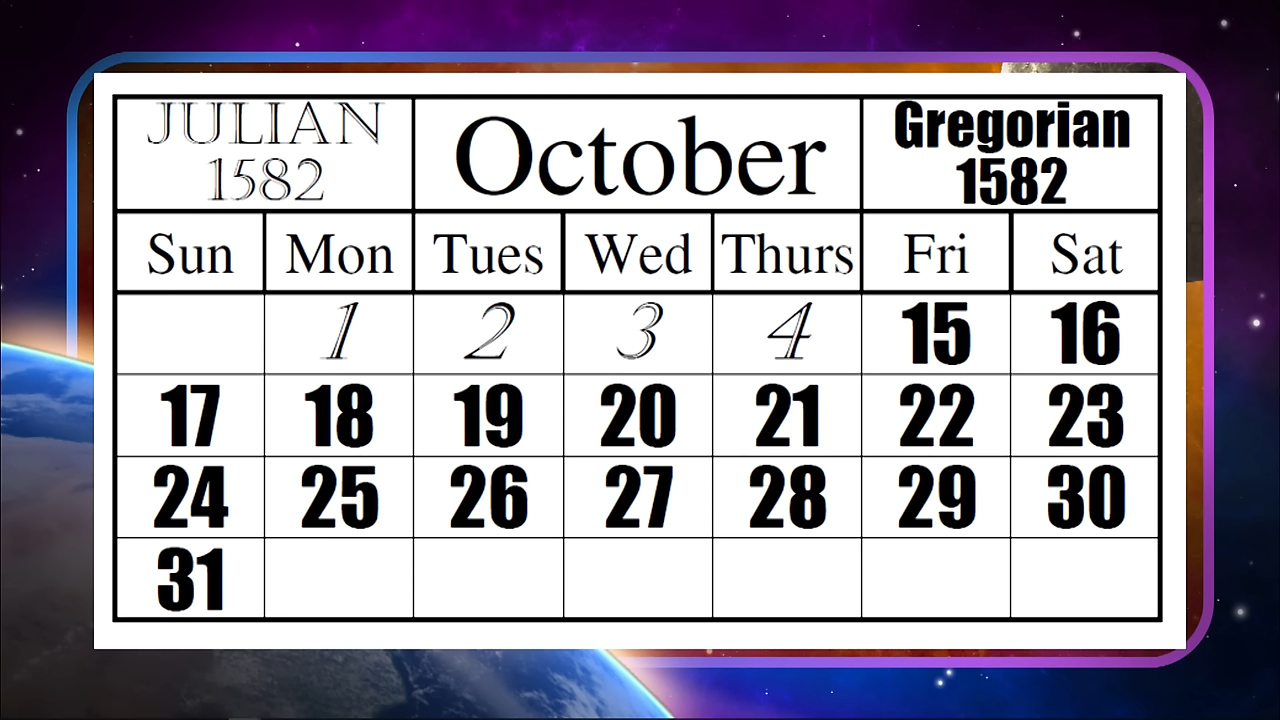 JULIAN
1582
October
Gregorian
1582
Sun Mon Tues Wed Thurs Fri Sat
1 2 3 4 15 16
17 18 19 20 21 22 23
24 25 26 27 28 29 30
31